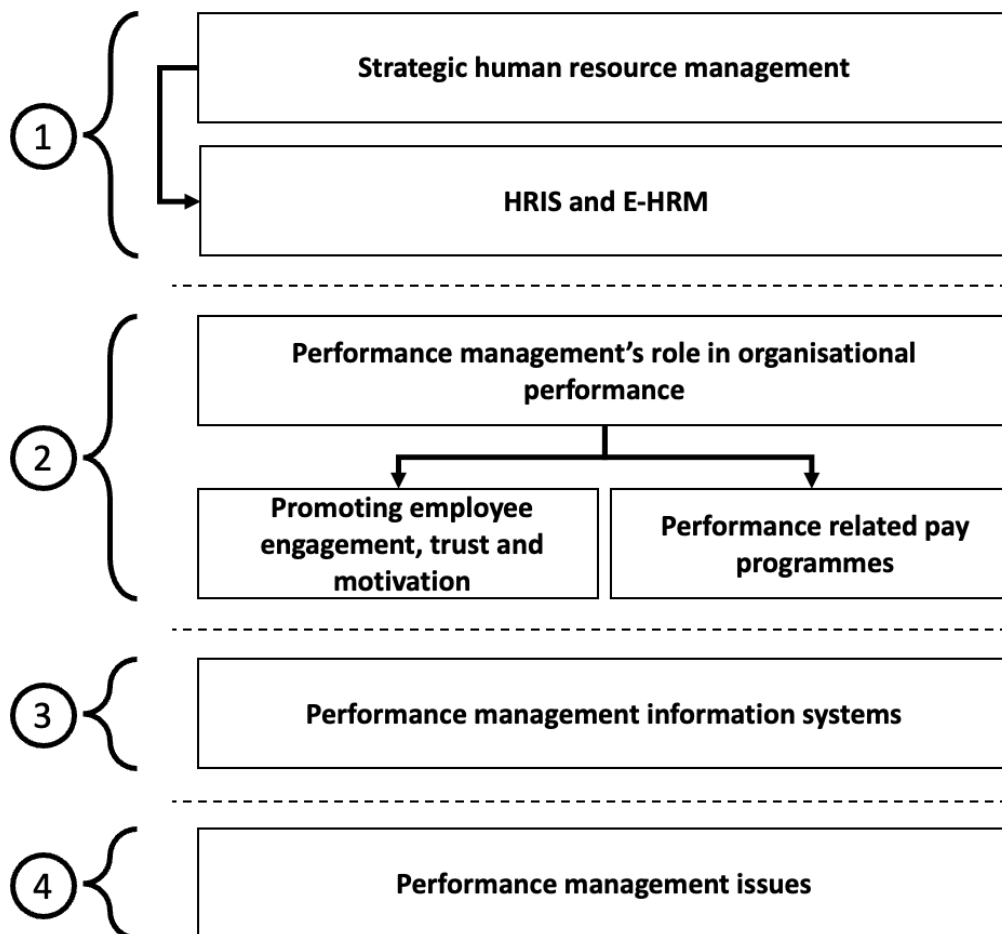 1
Strategic human resource management
HRIS and E-HRM
2
Performance management’s role in organisational
performance
Promoting employee
engagement, trust and
motivation
Performance related pay
programmes
3
Performance management information systems
4
Performance management issues